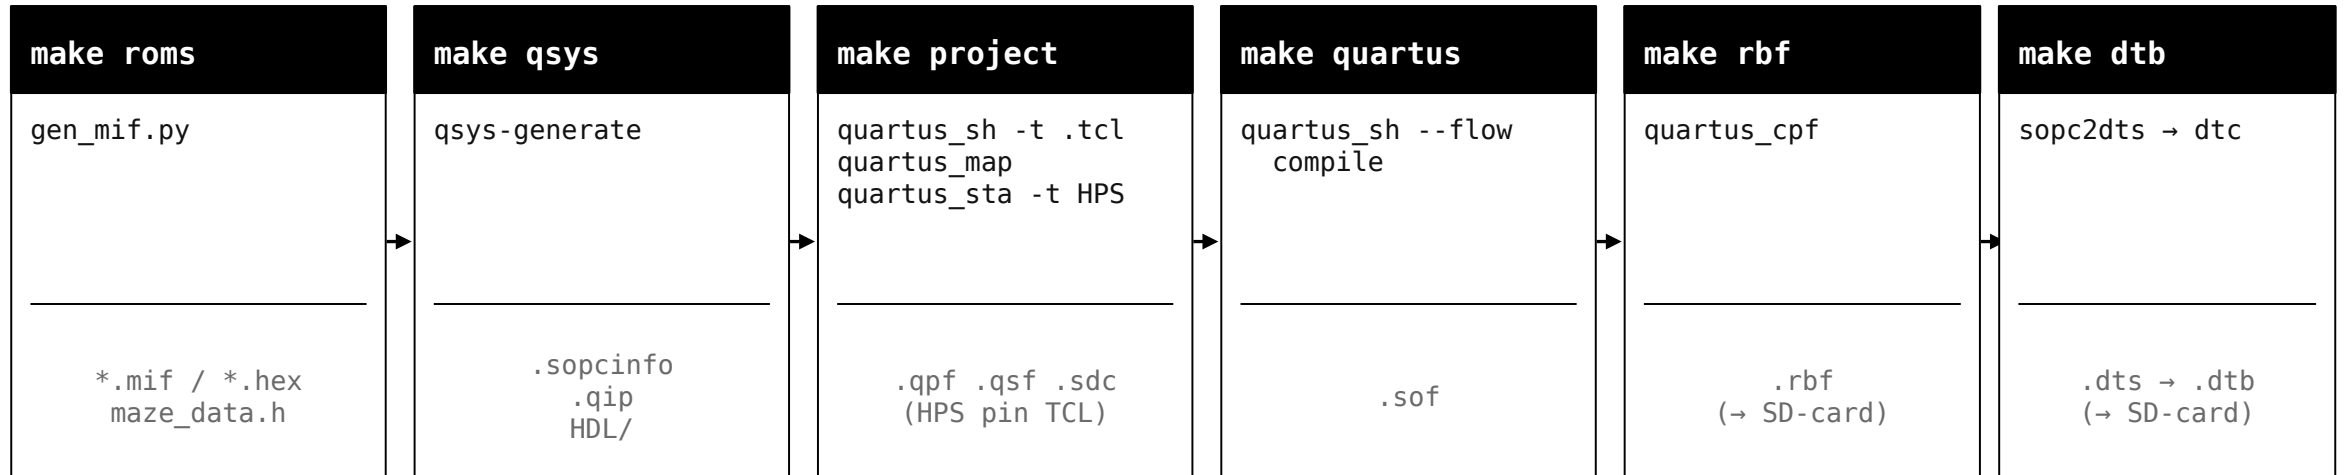 make roms
gen_mif.py
*.mif / *.hex
maze_data.h
make qsys
qsys-generate
.sopcinfo
.qip
HDL/
make project
quartus_sh -t .tcl
quartus_map
quartus_sta -t HPS
.qpf .qsf .sdc
(HPS pin TCL)
make quartus
quartus_sh --flow
  compile
.sof
make rbf
quartus_cpf
.rbf
(→ SD-card)
make dtb
sopc2dts → dtc
.dts → .dtb
(→ SD-card)